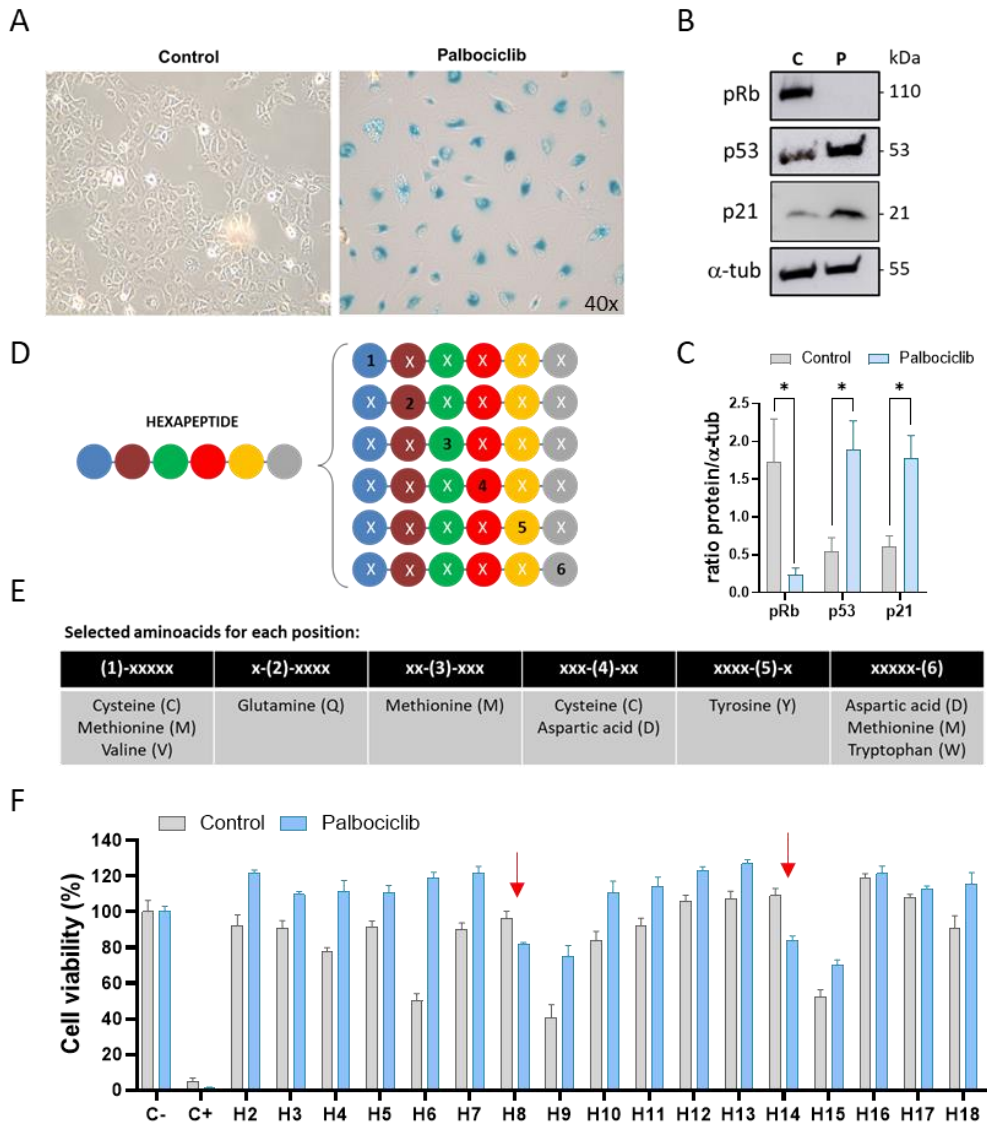 A
Control
Palbociclib
40x
B
C P kDa
pRb 110
p53 53
p21 21
α-tub 55
D
HEXAPEPTIDE
1 X X X X X
X 2 X X X X
X X 3 X X X
X X X 4 X X
X X X X 5 X
X X X X X 6
C
Control Palbociclib
* * *
ratio protein/α-tub
2.5
2.0
1.5
1.0
0.5
0.0
pRb p53 p21
E
Selected aminoacids for each position:
(1)-xxxxx x-(2)-xxxx xx-(3)-xxx xxx-(4)-xx xxxx-(5)-x xxxxx-(6)
Cysteine (C) Glutamine (Q) Methionine (M) Cysteine (C) Tyrosine (Y) Aspartic acid (D)
Methionine (M) Aspartic acid (D) Methionine (M)
Valine (V) Tryptophan (W)
F
Control Palbociclib
Cell viability (%)
140
120
100
80
60
40
20
0
C- C+ H2 H3 H4 H5 H6 H7 H8 H9 H10 H11 H12 H13 H14 H15 H16 H17 H18